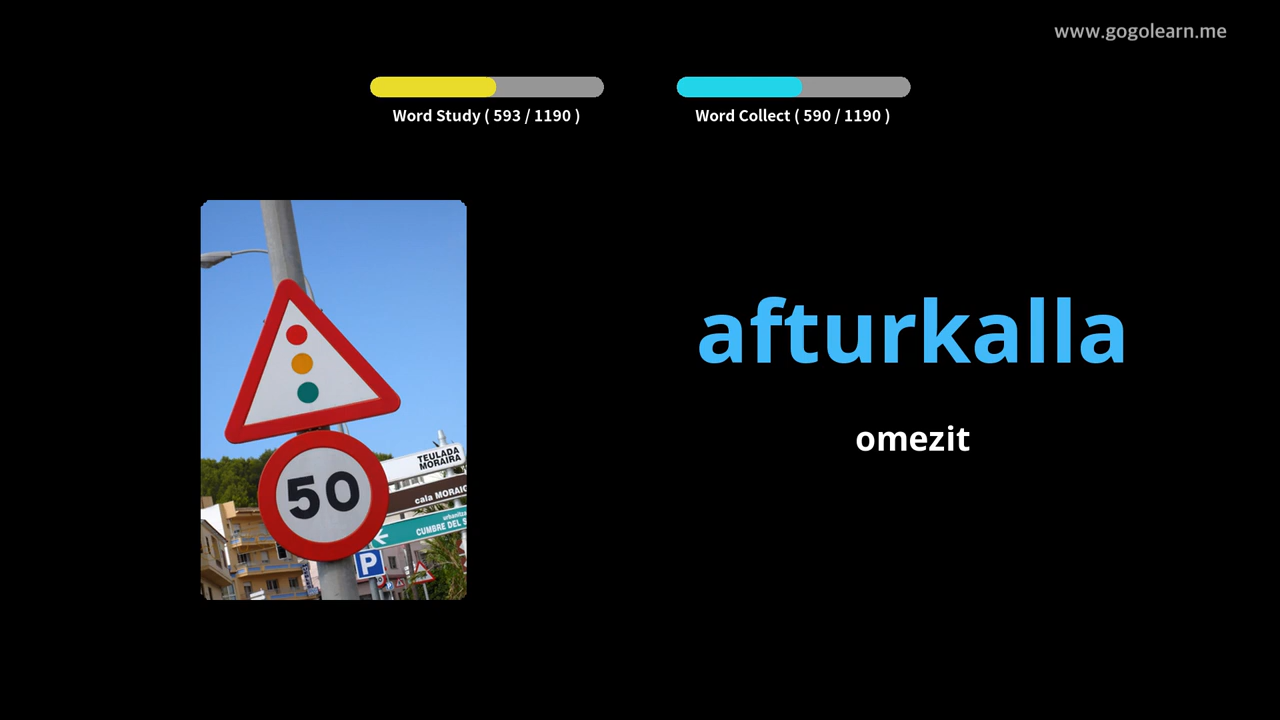 www.gogolearn.me
Word Study ( 593 / 1190 )
Word Collect ( 590 / 1190 )
afturkalla
omezit
50
TEULADA
MORAIRA
cala MORAIG
CUMBRE DEL S
P